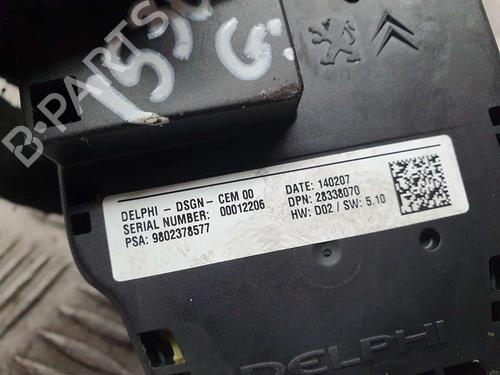 B-PARTS
DELPHI - DSGN - CEM 00
SERIAL NUMBER: 00012206
PSA: 9802378577
DATE: 140207
DPN: 28338070
HW: D02 / SW: 5.10
DELPHI